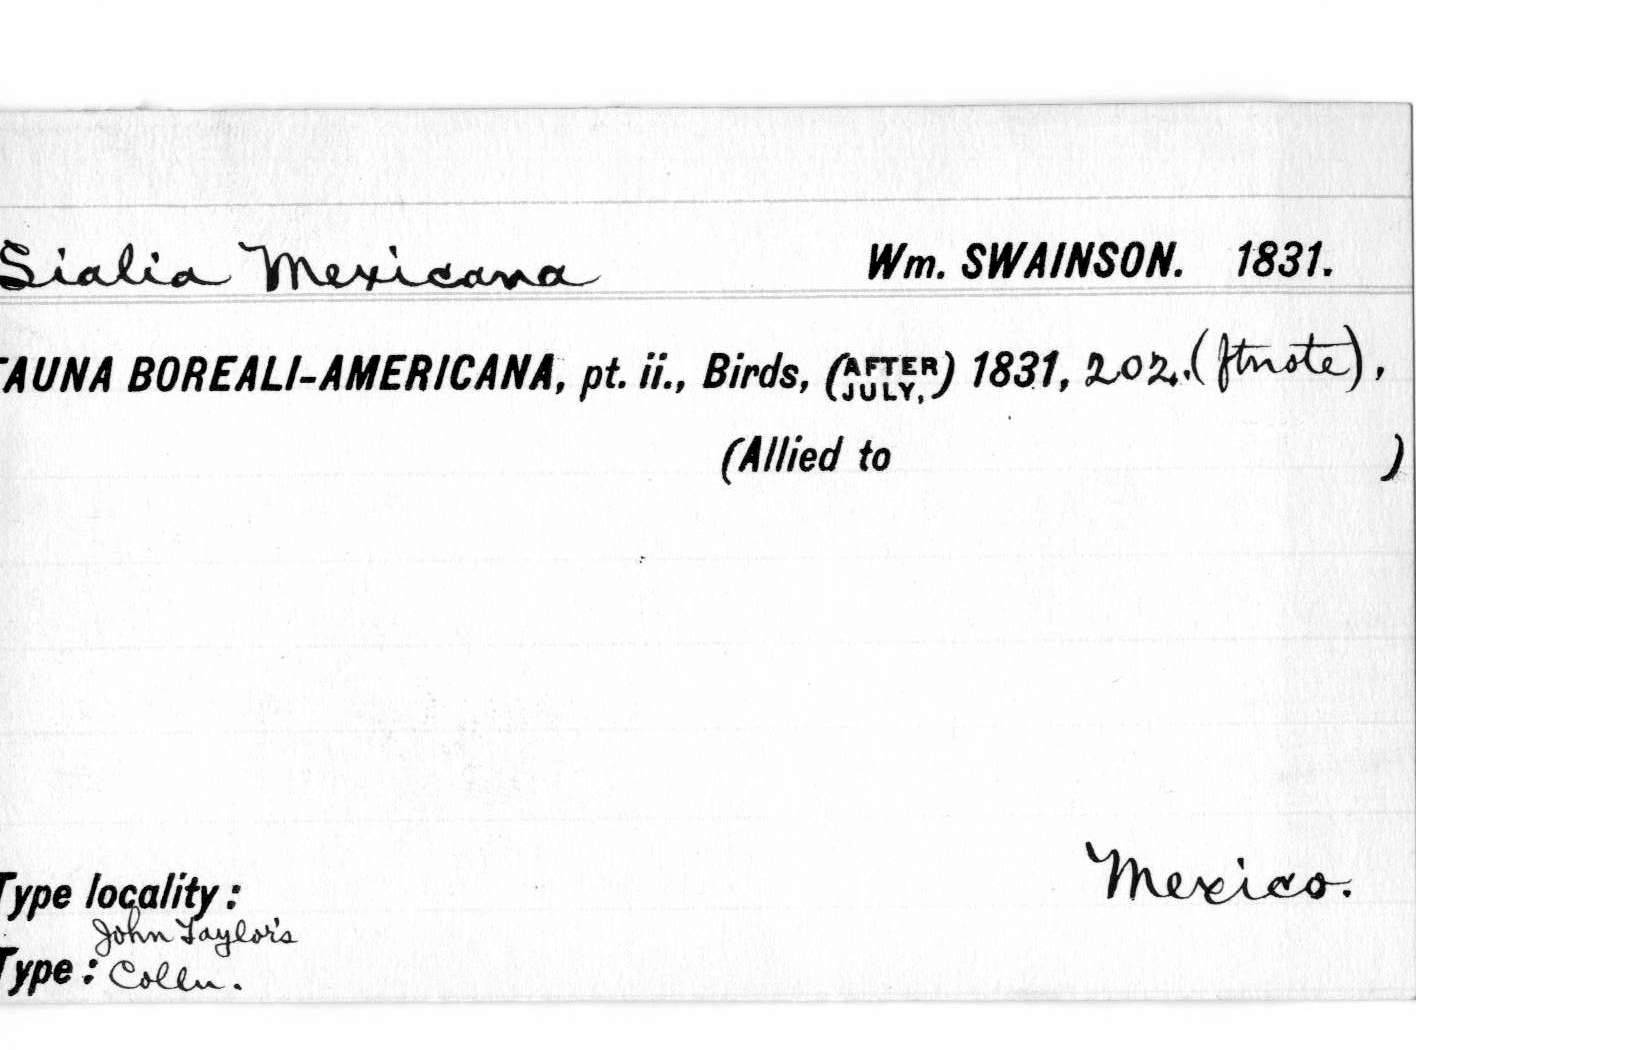 Sialia Mexicana Wm. SWAINSON. 1831.
FAUNA BOREALI-AMERICANA, pt. ii., Birds, (AFTER JULY,) 1831, 202.(ftnote),
(Allied to )
Type locality: Mexico.
John Taylor's
Type: Colln.